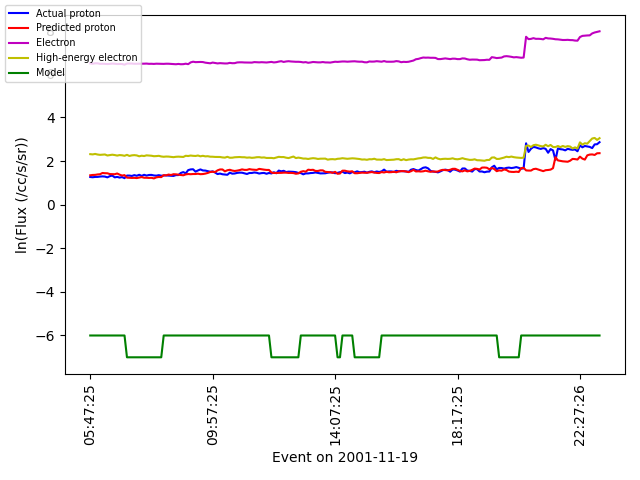 Actual proton
Predicted proton
Electron
High-energy electron
Model
ln(Flux (/cc/s/sr))
4
2
0
−2
−4
−6
05:47:25
09:57:25
14:07:25
18:17:25
22:27:26
Event on 2001-11-19